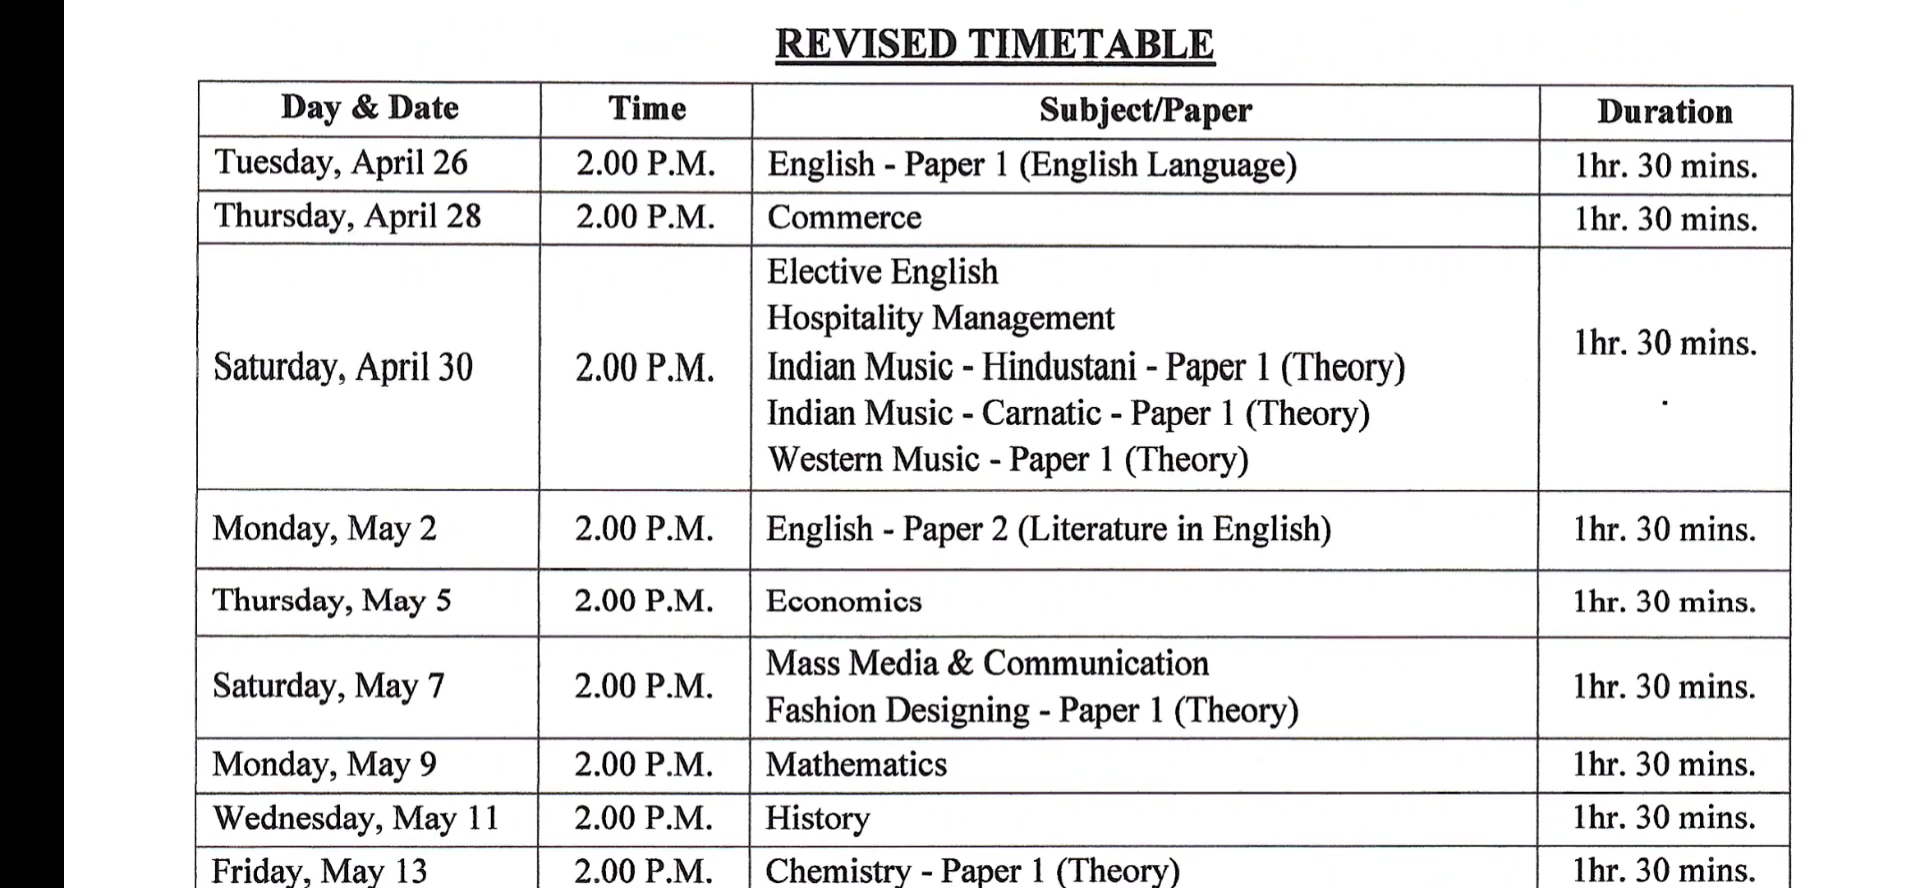 REVISED TIMETABLE
Day & Date Time Subject/Paper Duration
Tuesday, April 26 2.00 P.M. English - Paper 1 (English Language) 1hr. 30 mins.
Thursday, April 28 2.00 P.M. Commerce 1hr. 30 mins.
Saturday, April 30 2.00 P.M. Elective English
Hospitality Management
Indian Music - Hindustani - Paper 1 (Theory)
Indian Music - Carnatic - Paper 1 (Theory)
Western Music - Paper 1 (Theory)
1hr. 30 mins.
Monday, May 2 2.00 P.M. English - Paper 2 (Literature in English) 1hr. 30 mins.
Thursday, May 5 2.00 P.M. Economics 1hr. 30 mins.
Saturday, May 7 2.00 P.M. Mass Media & Communication
Fashion Designing - Paper 1 (Theory)
1hr. 30 mins.
Monday, May 9 2.00 P.M. Mathematics 1hr. 30 mins.
Wednesday, May 11 2.00 P.M. History 1hr. 30 mins.
Friday, May 13 2.00 P.M. Chemistry - Paper 1 (Theory) 1hr. 30 mins.